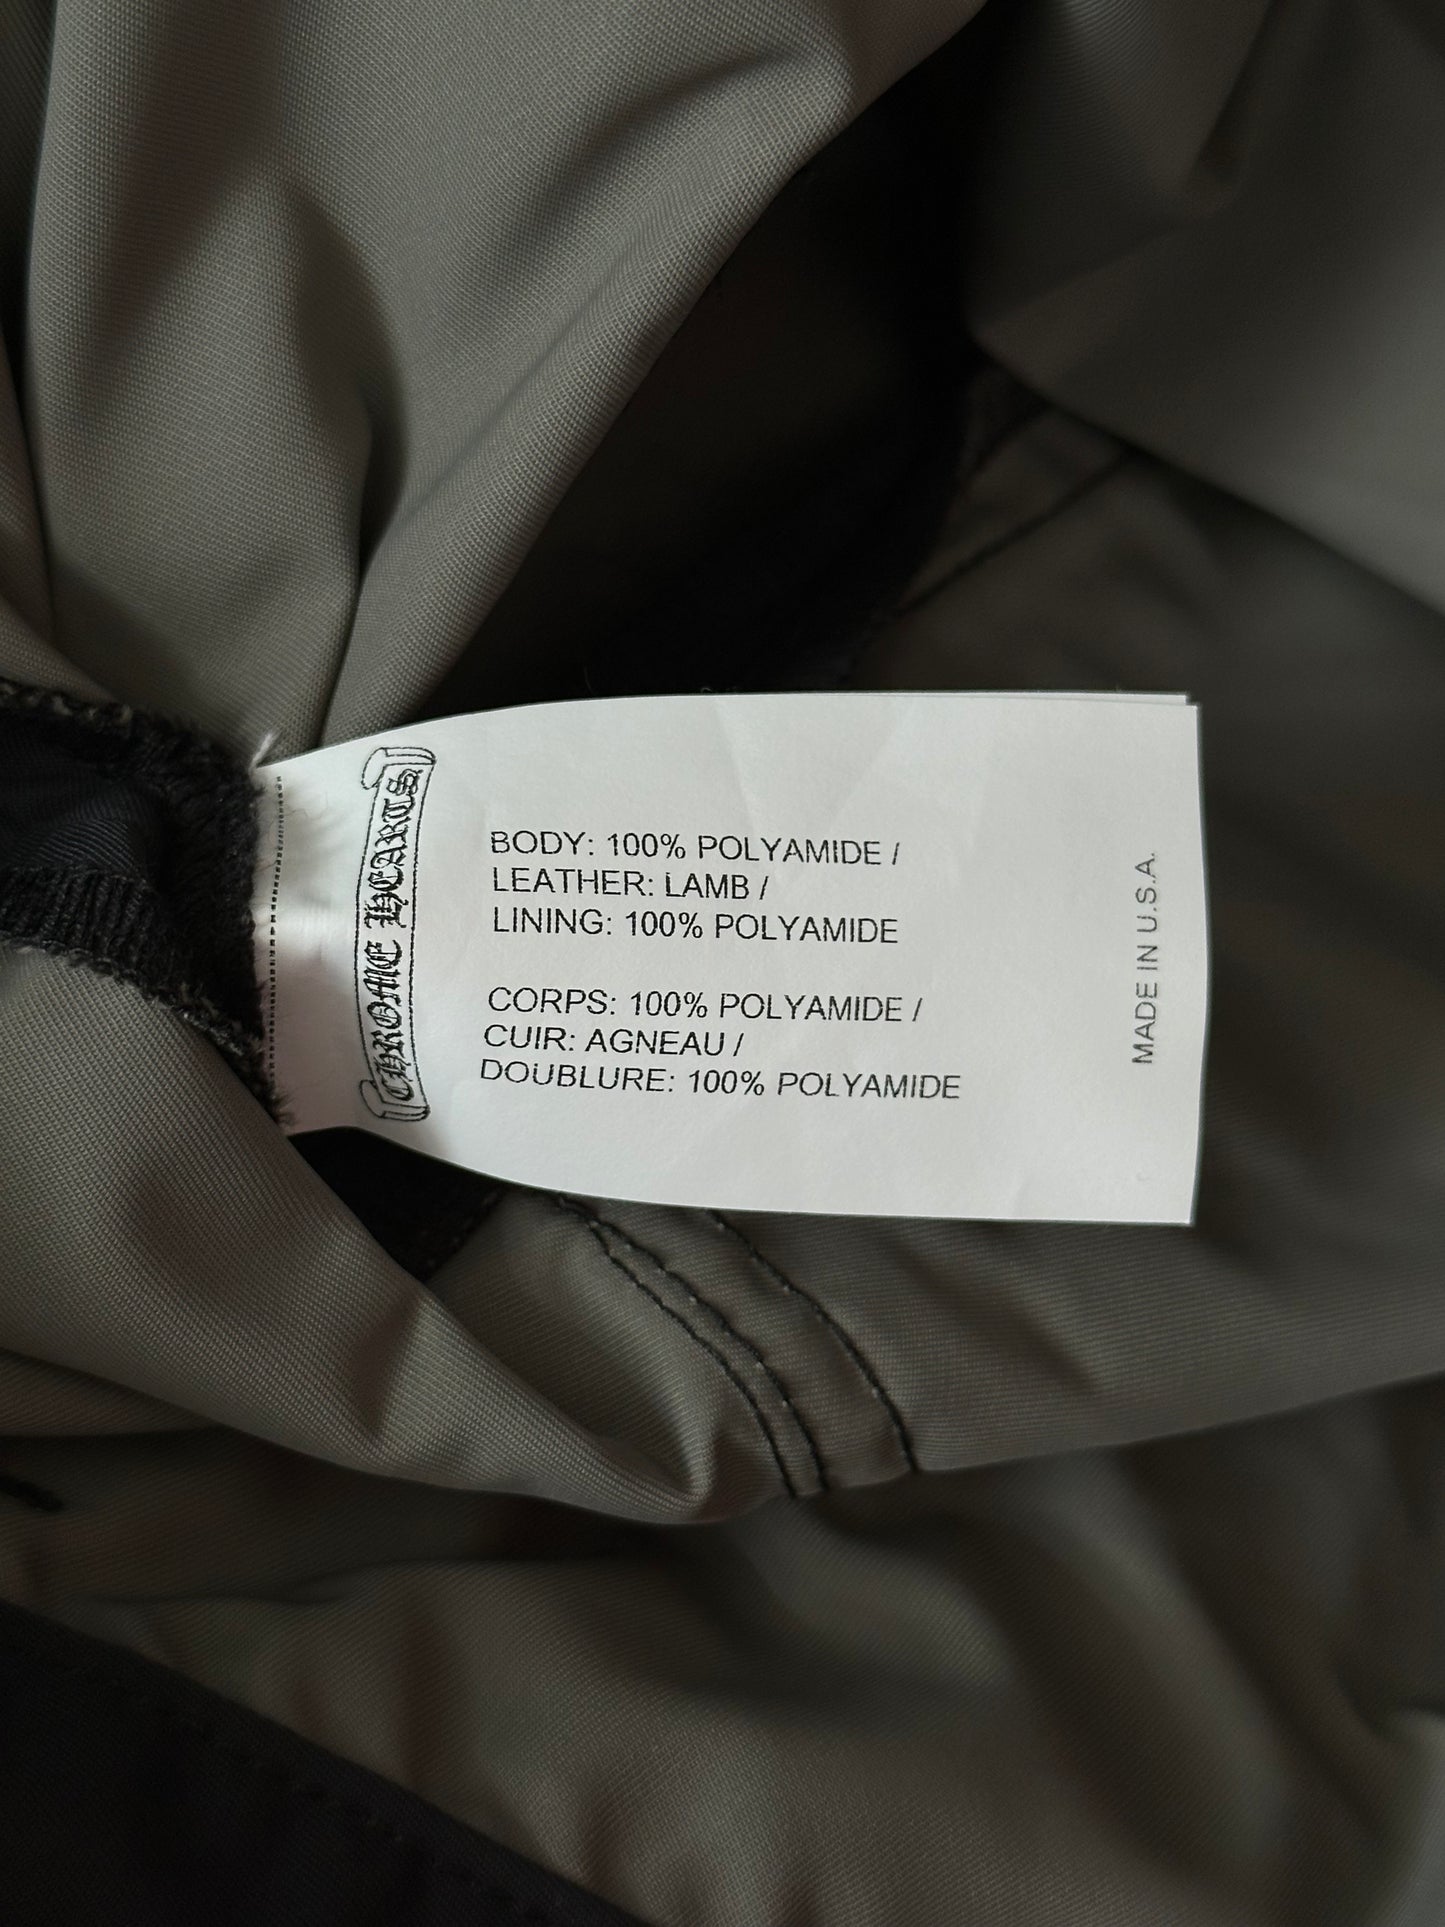 CHROME HEARTS
BODY: 100% POLYAMIDE /
LEATHER: LAMB /
LINING: 100% POLYAMIDE
CORPS: 100% POLYAMIDE /
CUIR: AGNEAU /
DOUBLURE: 100% POLYAMIDE
MADE IN U.S.A.